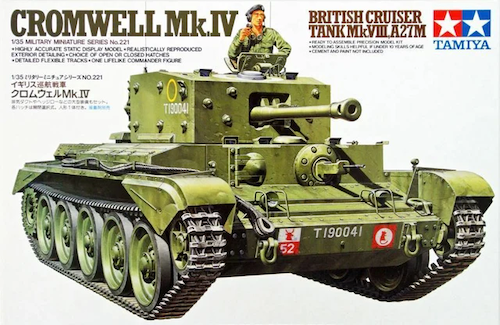 CROMWELL Mk.IV
1/35 MILITARY MINIATURE SERIES No.221
•HIGHLY ACCURATE STATIC DISPLAY MODEL •REALISTICALLY REPRODUCED
EXTERIOR DETAILING •CHOICE OF OPEN OR CLOSED HATCHES
•DETAILED FLEXIBLE TRACKS •ONE LIFELIKE COMMANDER FIGURE
1/35 ミリタリーミニチュアシリーズNO.221
イギリス巡航戦車
クロムウェルMk.IV
BRITISH CRUISER
TANK Mk.VIII, A27M
•READY TO ASSEMBLE PRECISION MODEL KIT
•MODELING SKILLS HELPFUL IF UNDER 10 YEARS OF AGE
•CEMENT AND PAINT NOT INCLUDED
TAMIYA
T190041
T190041
52